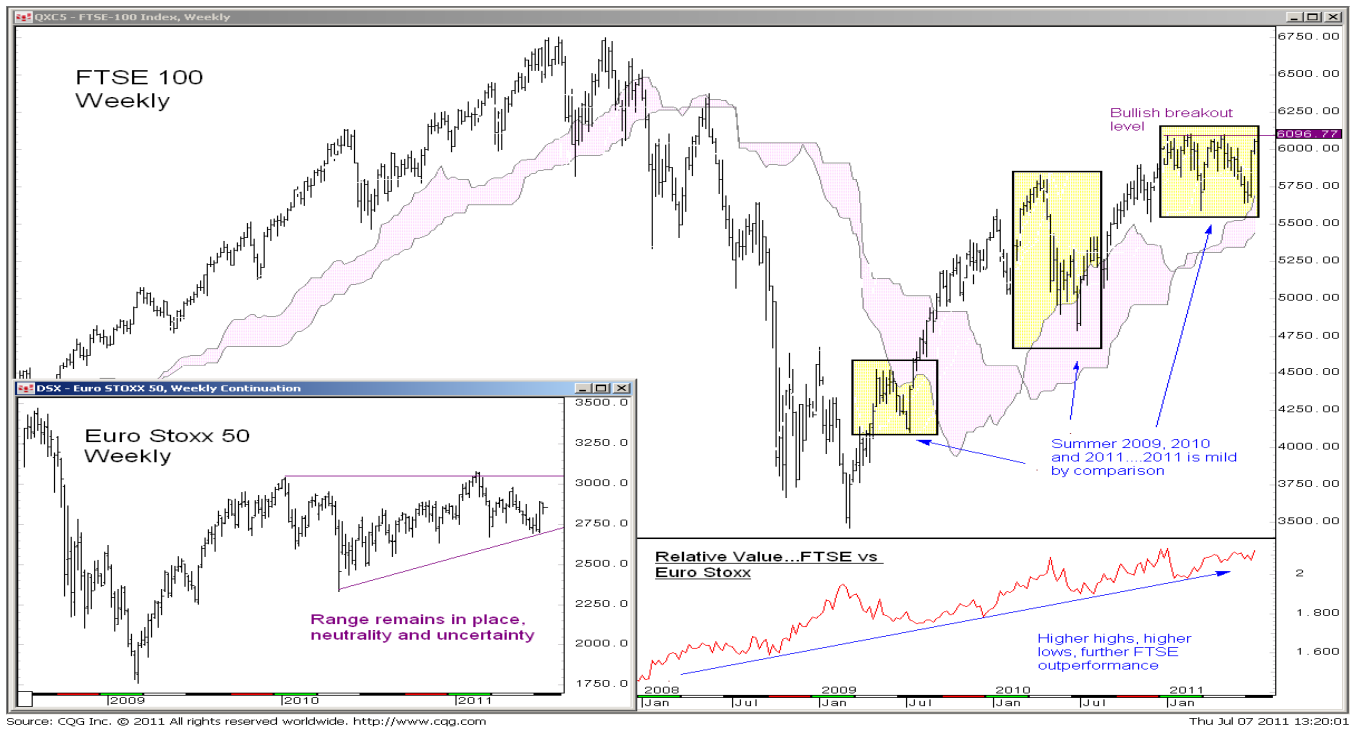 QXC5 - FTSE-100 Index, Weekly
FTSE 100
Weekly
Bullish breakout
level
6750.00
6500.00
6250.00
6096.77
6000.00
5750.00
5500.00
5250.00
5000.00
4750.00
4500.00
4250.00
4000.00
3750.00
3500.00
Summer 2009, 2010
and 2011....2011 is mild
by comparison
DSX - Euro STOXX 50, Weekly Continuation
Euro Stoxx 50
Weekly
3500.0
3250.0
3000.0
2750.0
2500.0
2250.0
2000.0
1750.0
Range remains in place,
neutrality and uncertainty
2009
2010
2011
Relative Value...FTSE vs
Euro Stoxx
2
1.800
1.600
Higher highs, higher
lows, further FTSE
outperformance
2008
2009
2010
2011
Jan
Jul
Jan
Jul
Jan
Jul
Jan
Source: CQG Inc. © 2011 All rights reserved worldwide. http://www.cqg.com
Thu Jul 07 2011 13:20:01